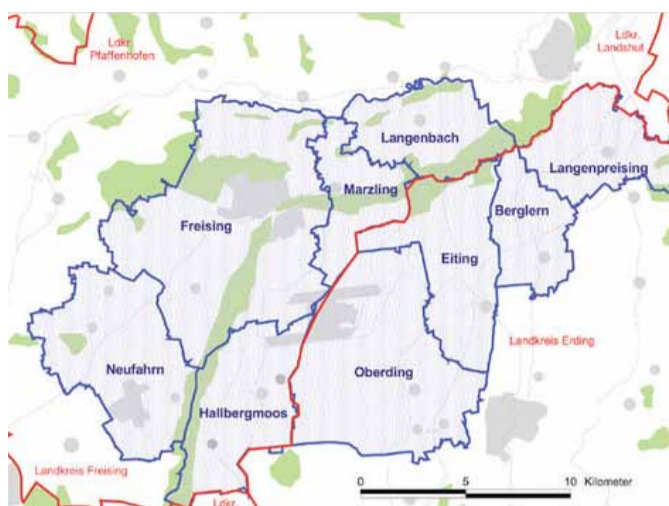 Ldkr.
Pfaffenhofen
Ldkr.
Landshut
Langenbach
Langenpreising
Marzling
Berglern
Freising
Eiting
Landkreis Erding
Neufahrn
Oberding
Hallbergmoos
Landkreis Freising
Ldkr.
0 5 10 Kilometer